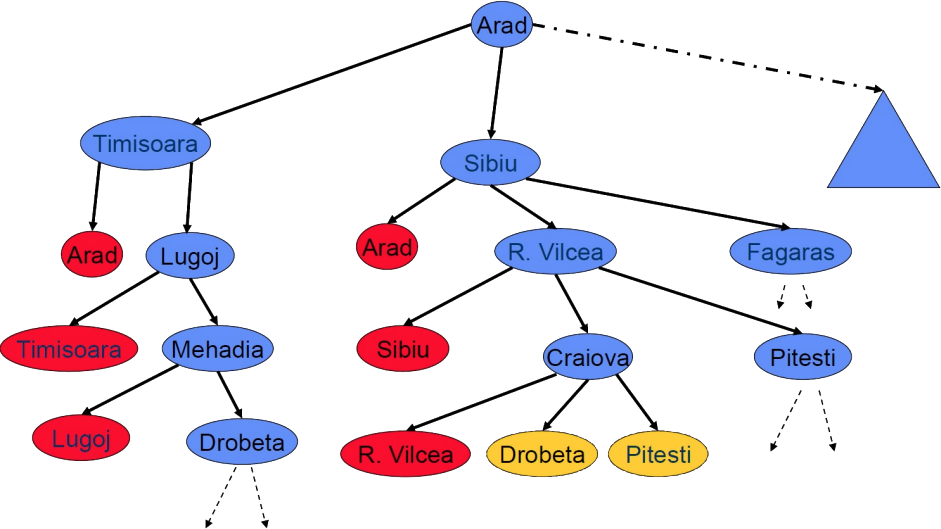 Arad
Timisoara
Sibiu
Arad
Lugoj
Arad
R. Vilcea
Fagaras
Timisoara
Mehadia
Sibiu
Craiova
Pitesti
Lugoj
Drobeta
R. Vilcea
Drobeta
Pitesti